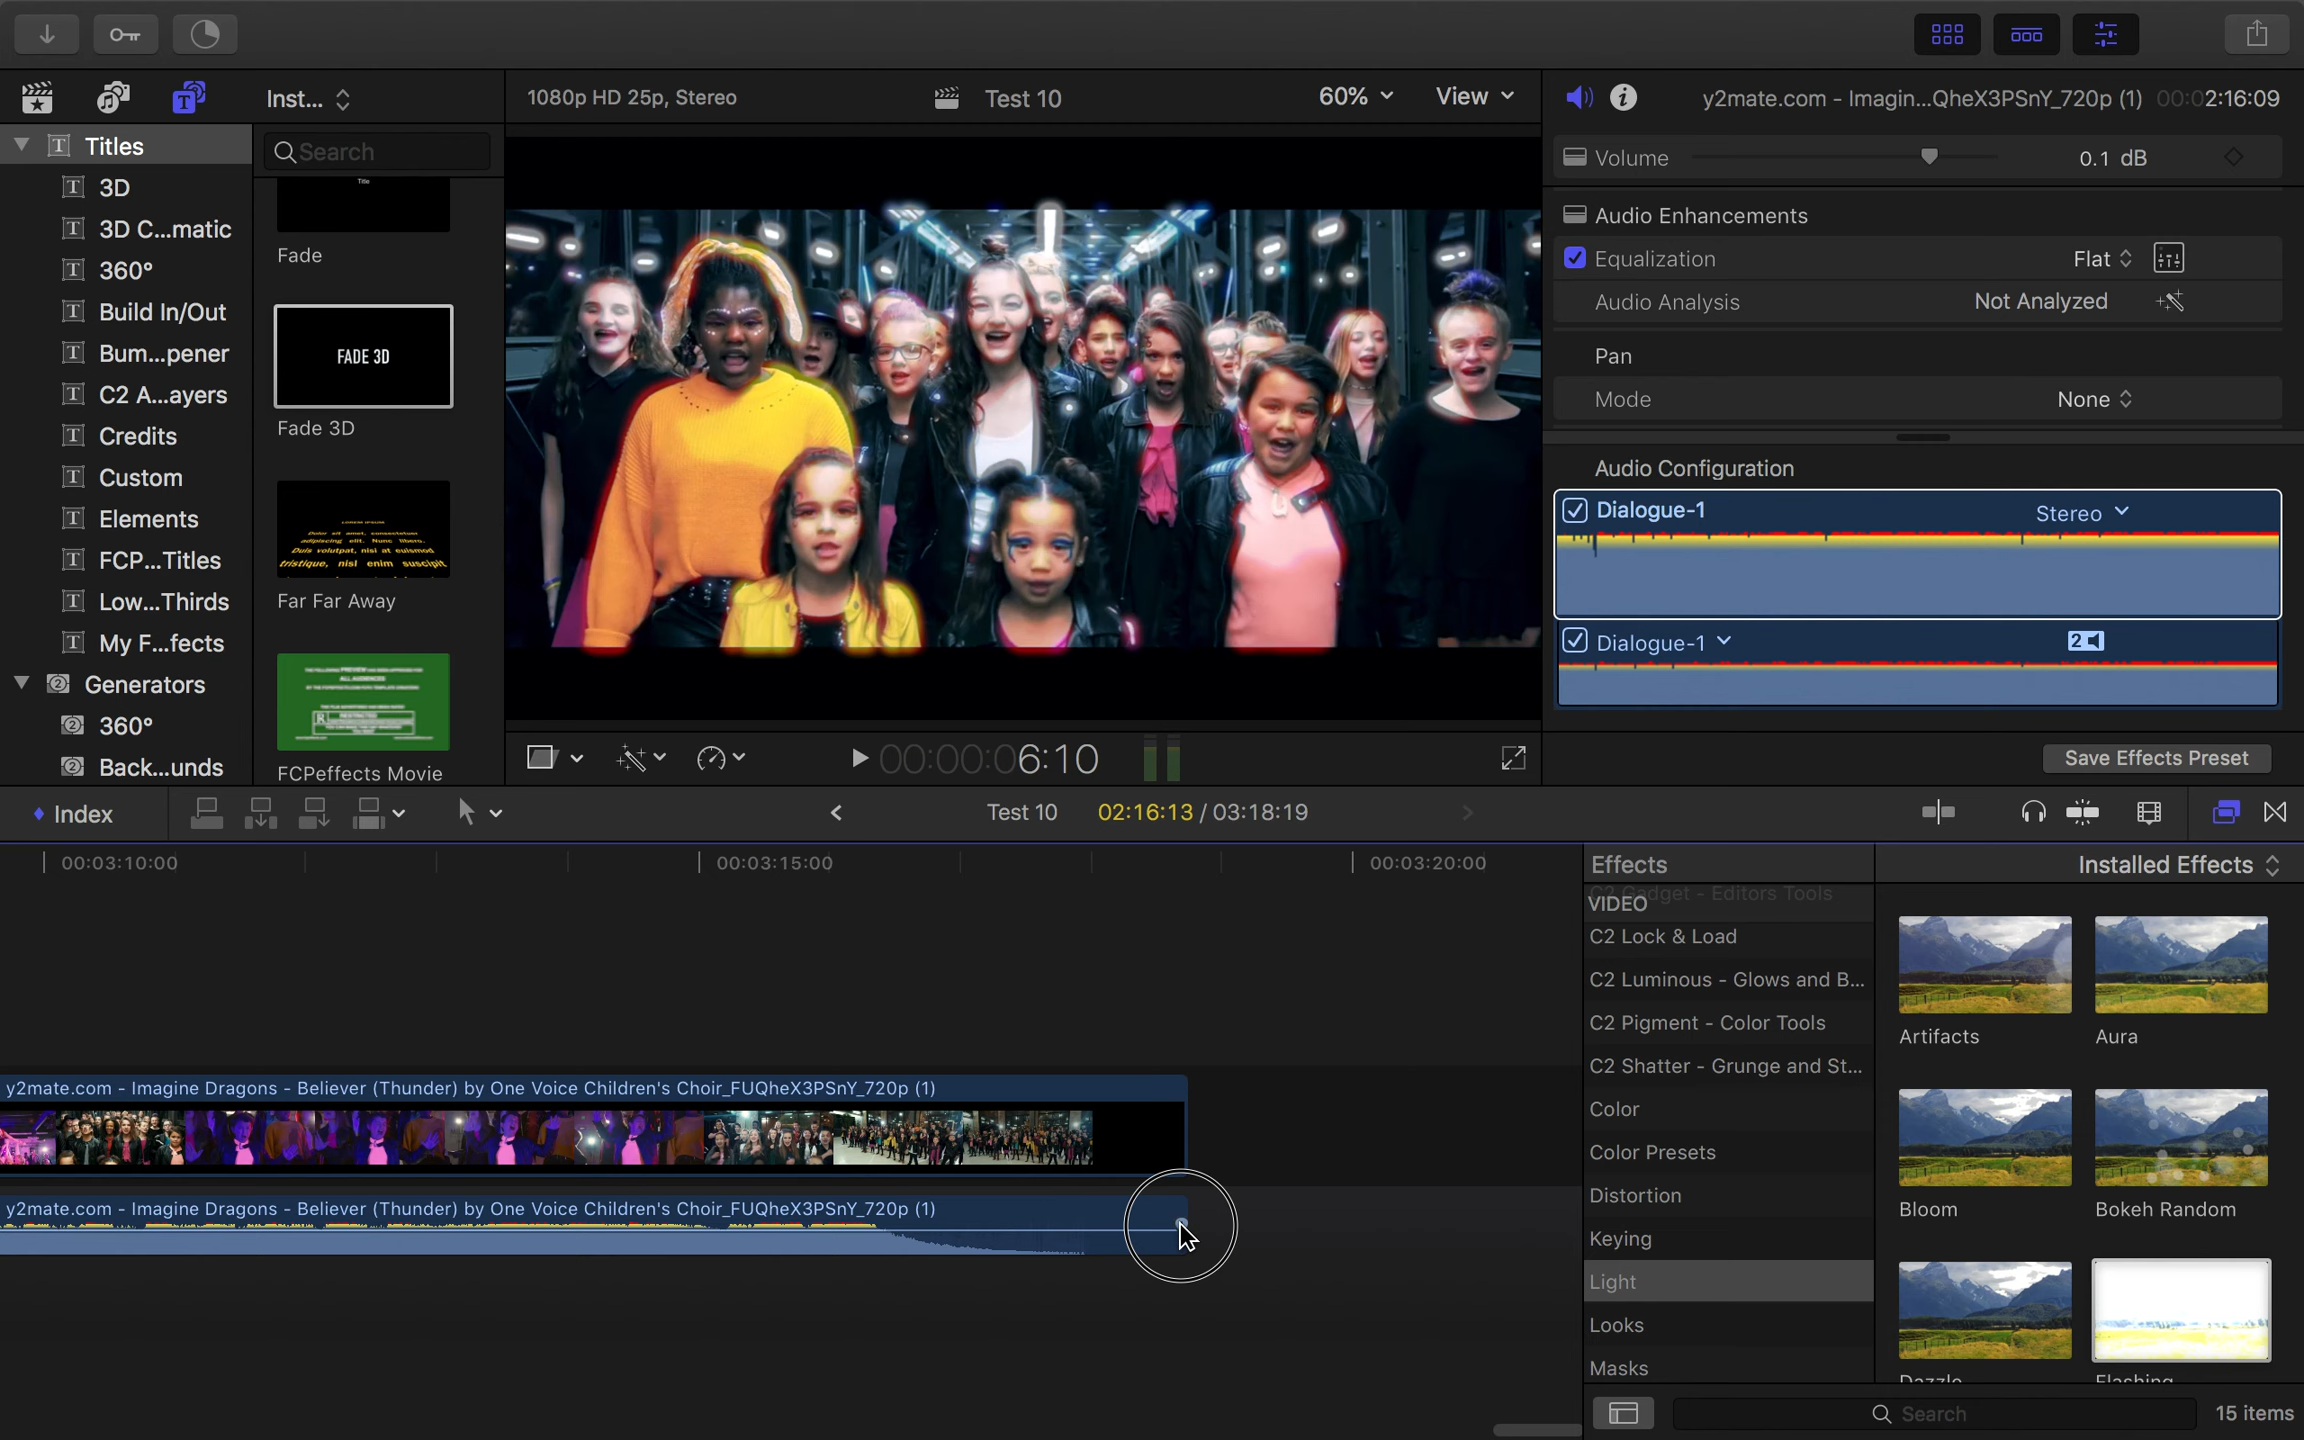 Inst...
1080p HD 25p, Stereo
Test 10
60%
View
y2mate.com - Imagin...QheX3PSnY_720p (1)
00:02:16:09
Titles
Search
3D
3D C...matic
360°
Build In/Out
Bum...pener
C2 A...ayers
Credits
Custom
Elements
FCP...Titles
Low...Thirds
My F...fects
Generators
360°
Back...unds
Title
Fade
FADE 3D
Fade 3D
Far Far Away
FCPeffects Movie
Volume
0.1 dB
Audio Enhancements
Equalization
Flat
Audio Analysis
Not Analyzed
Pan
Mode
None
Audio Configuration
Dialogue-1
Stereo
Dialogue-1
2
Save Effects Preset
00:00:06:10
Index
Test 10
02:16:13 / 03:18:19
00:03:10:00
00:03:15:00
00:03:20:00
y2mate.com - Imagine Dragons - Believer (Thunder) by One Voice Children's Choir_FUQheX3PSnY_720p (1)
y2mate.com - Imagine Dragons - Believer (Thunder) by One Voice Children's Choir_FUQheX3PSnY_720p (1)
Effects
Installed Effects
C2 Gadget - Editors Tools
VIDEO
C2 Lock & Load
C2 Luminous - Glows and B...
C2 Pigment - Color Tools
C2 Shatter - Grunge and St...
Color
Color Presets
Distortion
Keying
Light
Looks
Masks
Artifacts
Aura
Bloom
Bokeh Random
Dazzle
Flashing
Search
15 items